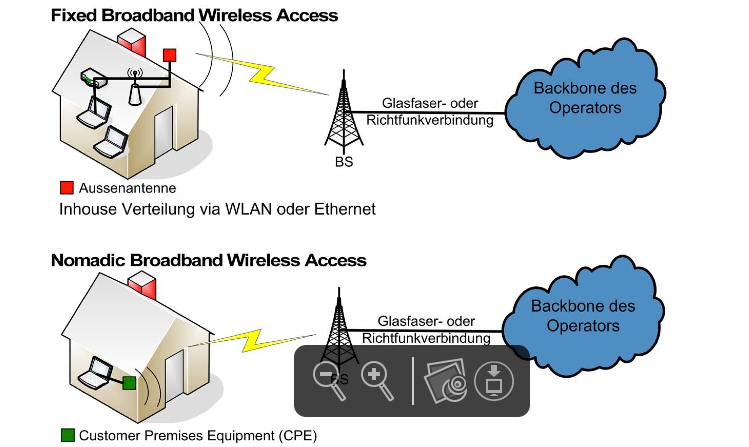 Fixed Broadband Wireless Access
Backbone des
Operators
Glasfaser- oder
Richtfunkverbindung
BS
Aussenantenne
Inhouse Verteilung via WLAN oder Ethernet
Nomadic Broadband Wireless Access
Backbone des
Operators
Glasfaser- oder
Richtfunkverbindung
BS
Customer Premises Equipment (CPE)